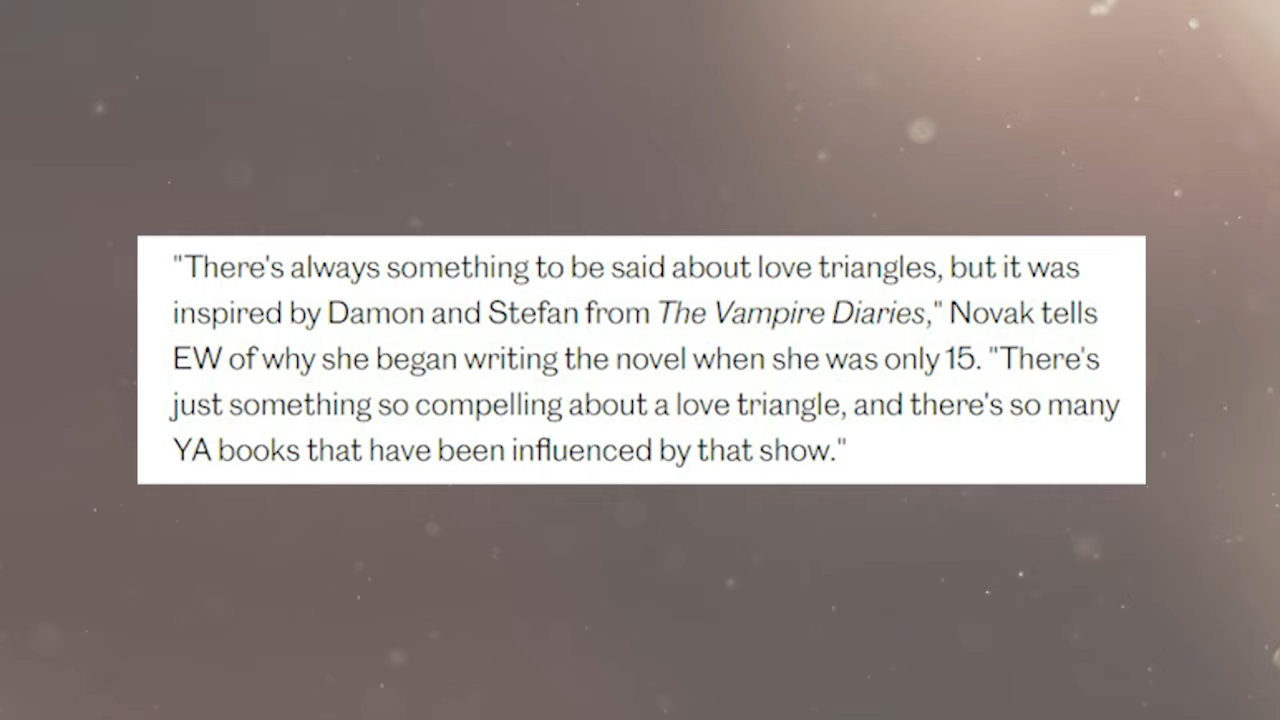 "There's always something to be said about love triangles, but it was
inspired by Damon and Stefan from The Vampire Diaries," Novak tells
EW of why she began writing the novel when she was only 15. "There's
just something so compelling about a love triangle, and there's so many
YA books that have been influenced by that show."